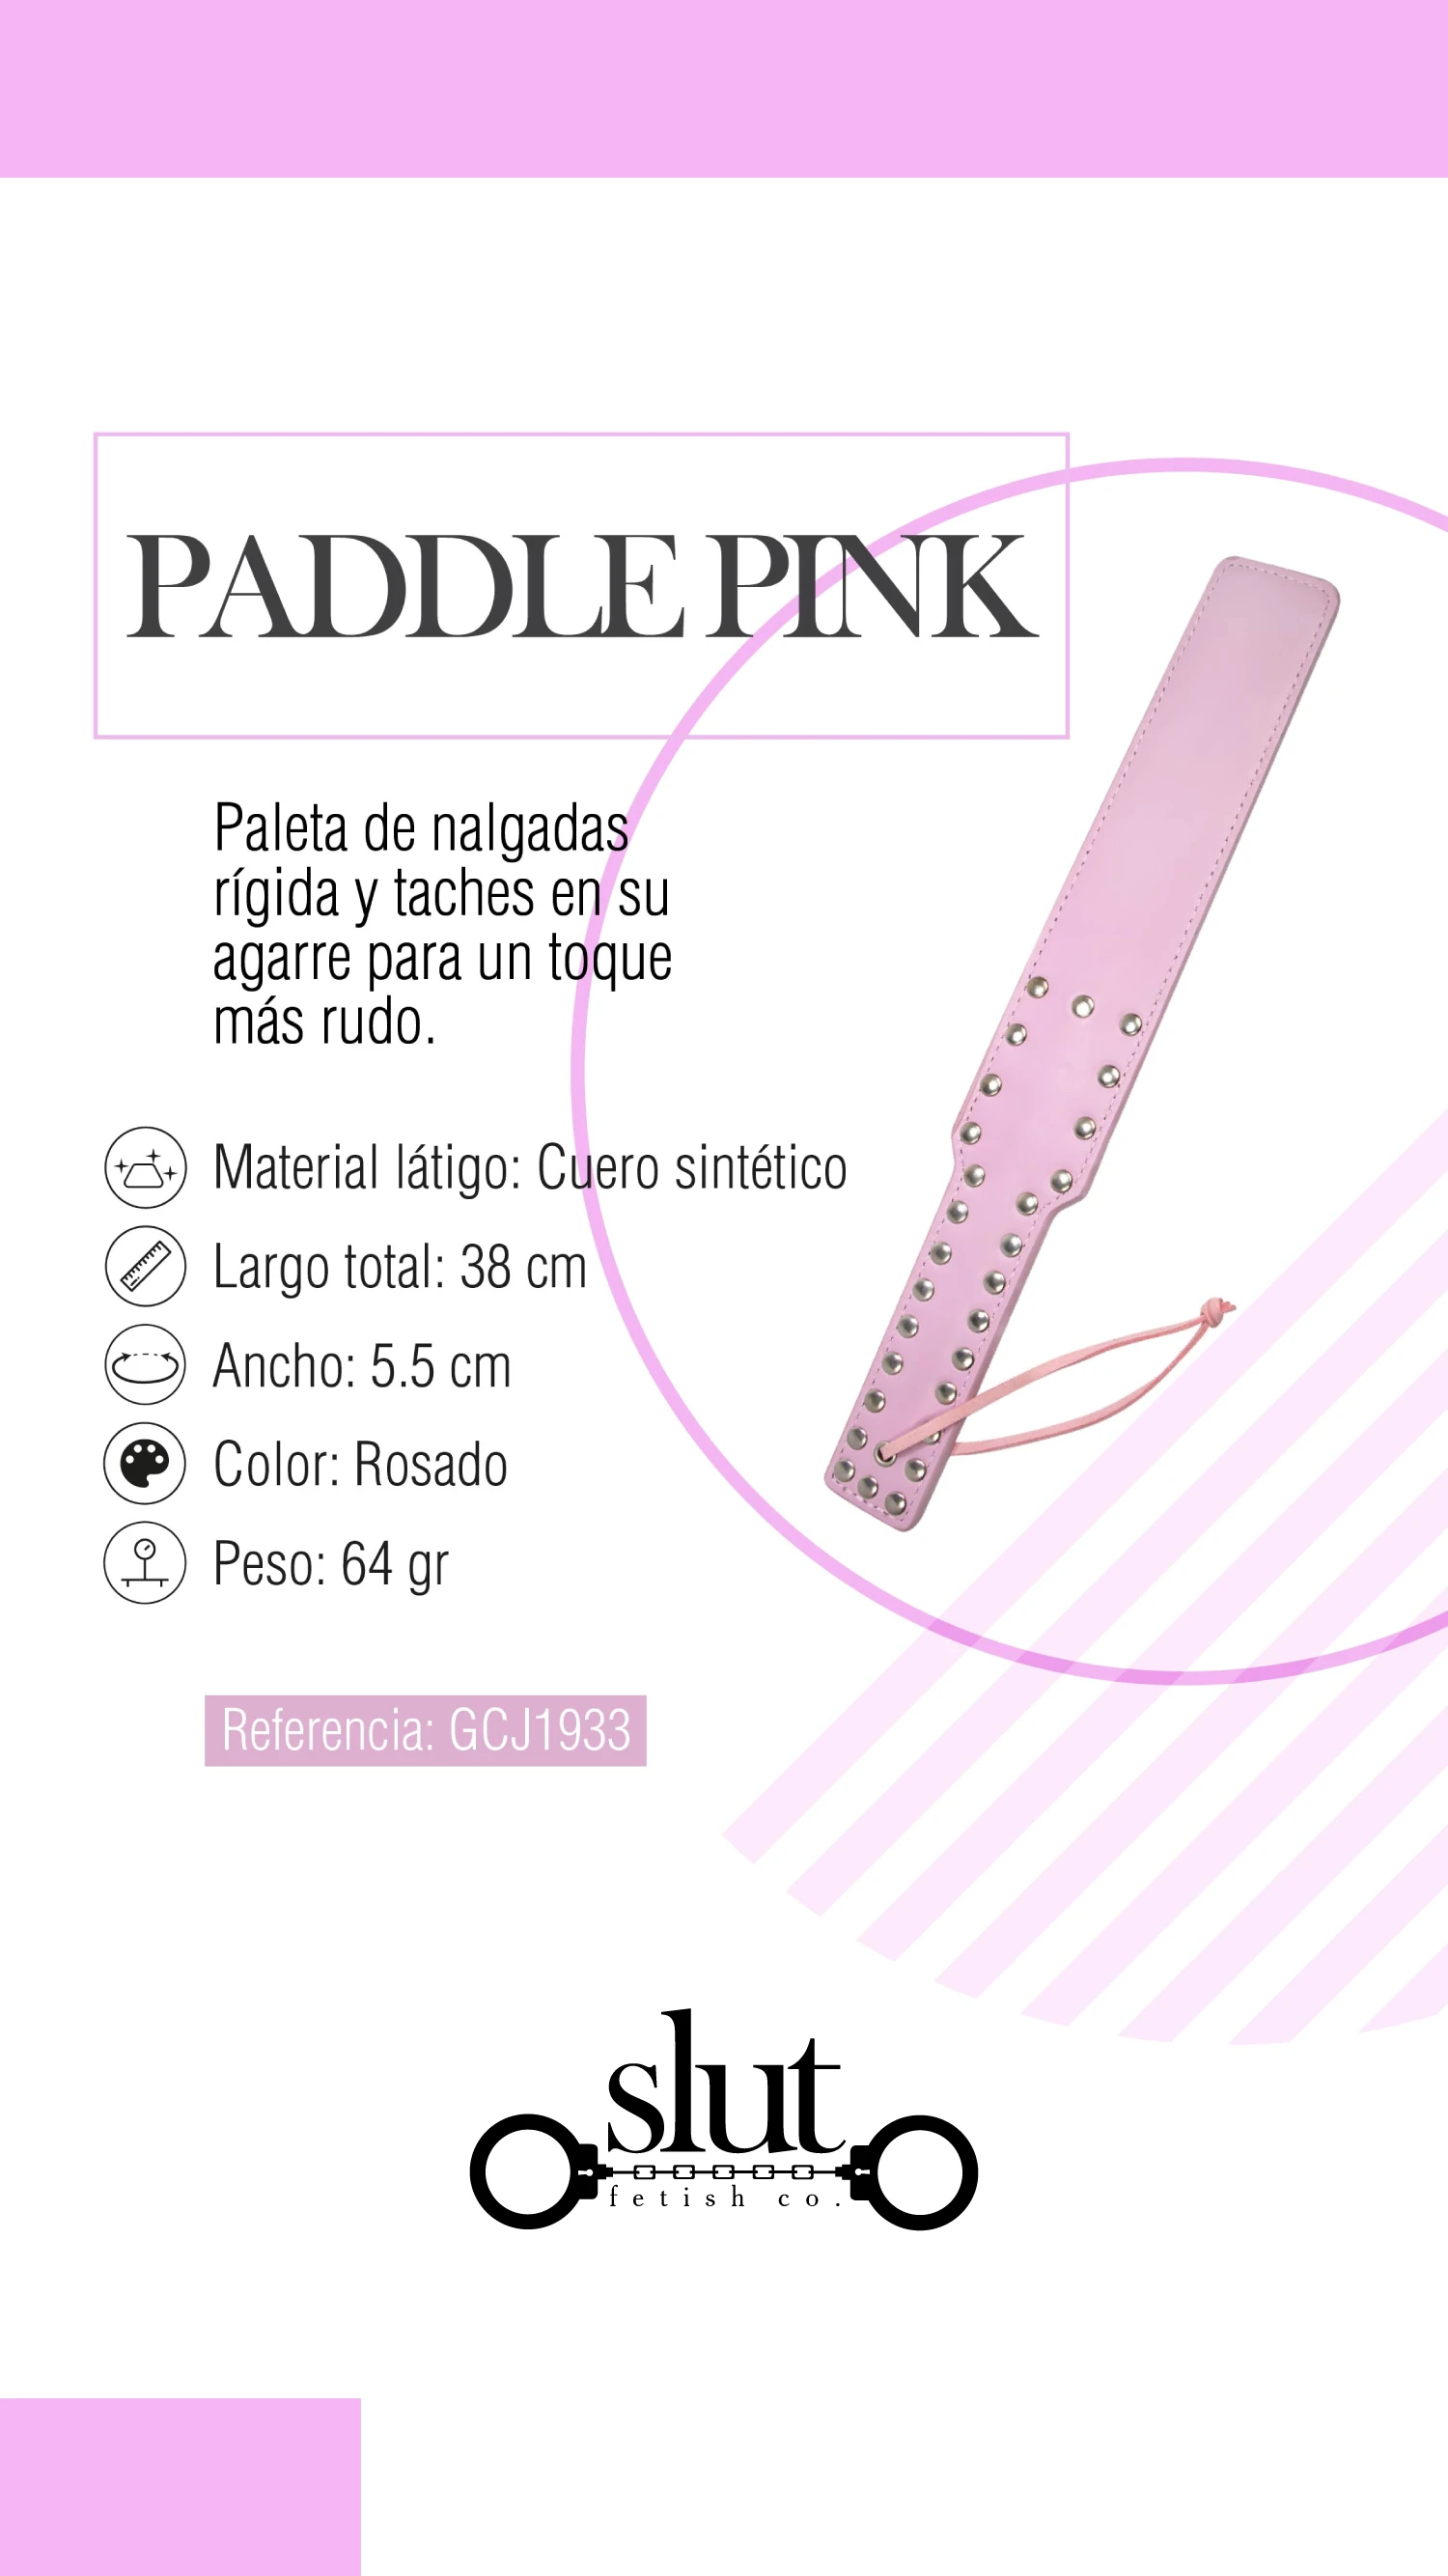 PADDLE PINK
Paleta de nalgadas
rígida y taches en su
agarre para un toque
más rudo.
Material látigo: Cuero sintético
Largo total: 38 cm
Ancho: 5.5 cm
Color: Rosado
Peso: 64 gr
Referencia: GCJ1933
slut
fetish co.